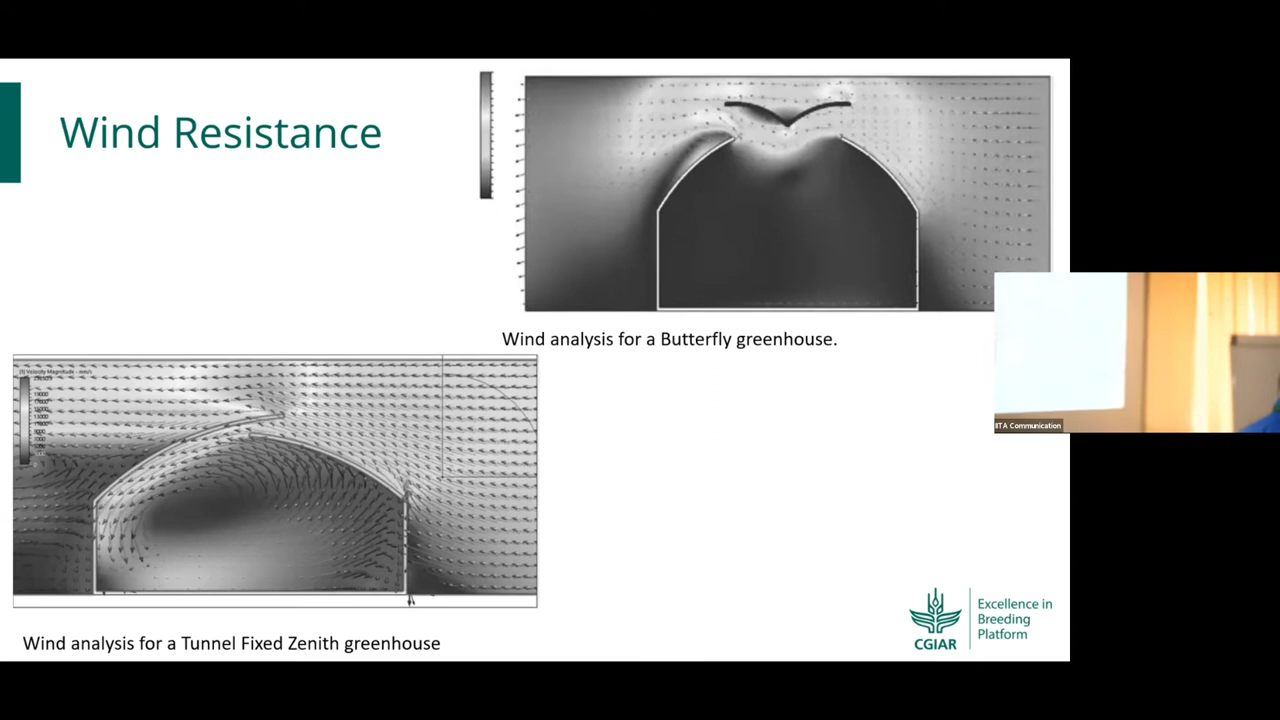 Wind Resistance
Wind analysis for a Butterfly greenhouse.
IITA Communication
Wind analysis for a Tunnel Fixed Zenith greenhouse
Excellence in
Breeding
Platform
CGIAR